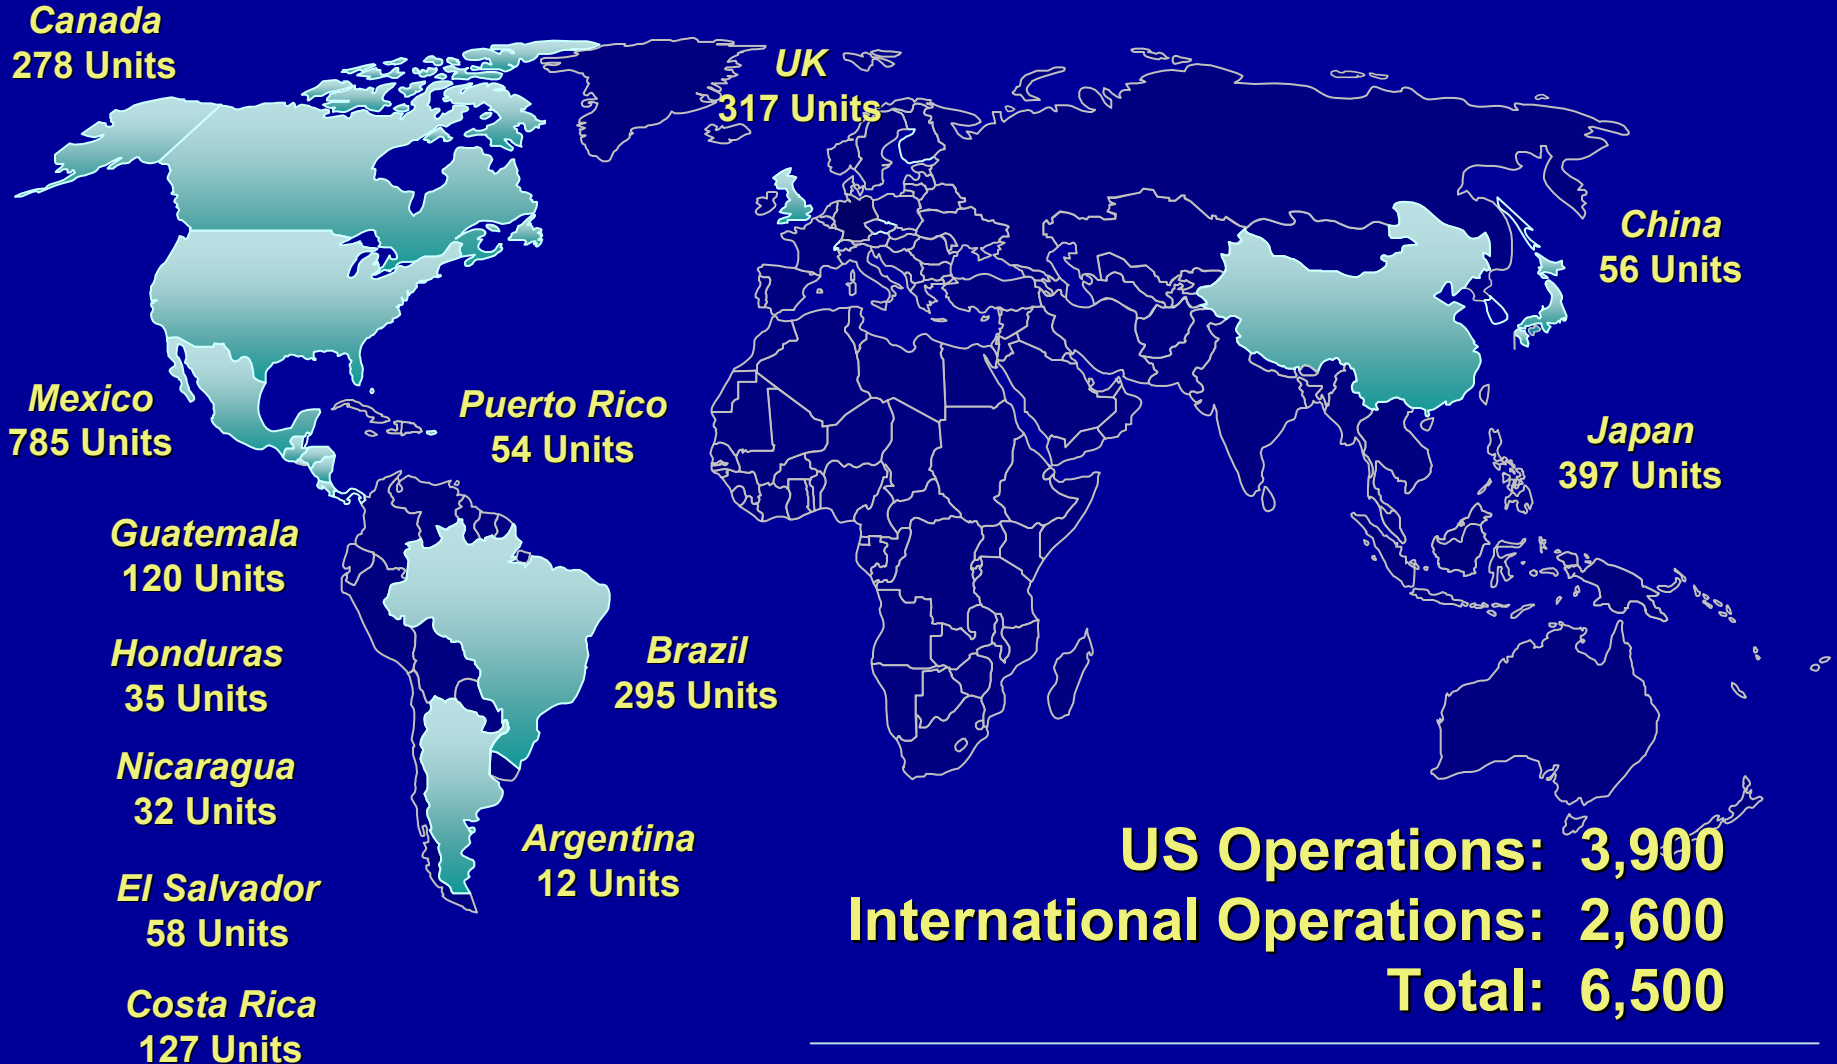 Canada
278 Units
UK
317 Units
China
56 Units
Mexico
785 Units
Puerto Rico
54 Units
Japan
397 Units
Guatemala
120 Units
Honduras
35 Units
Brazil
295 Units
Nicaragua
32 Units
Argentina
12 Units
El Salvador
58 Units
Costa Rica
127 Units
US Operations: 3,900
International Operations: 2,600
Total: 6,500